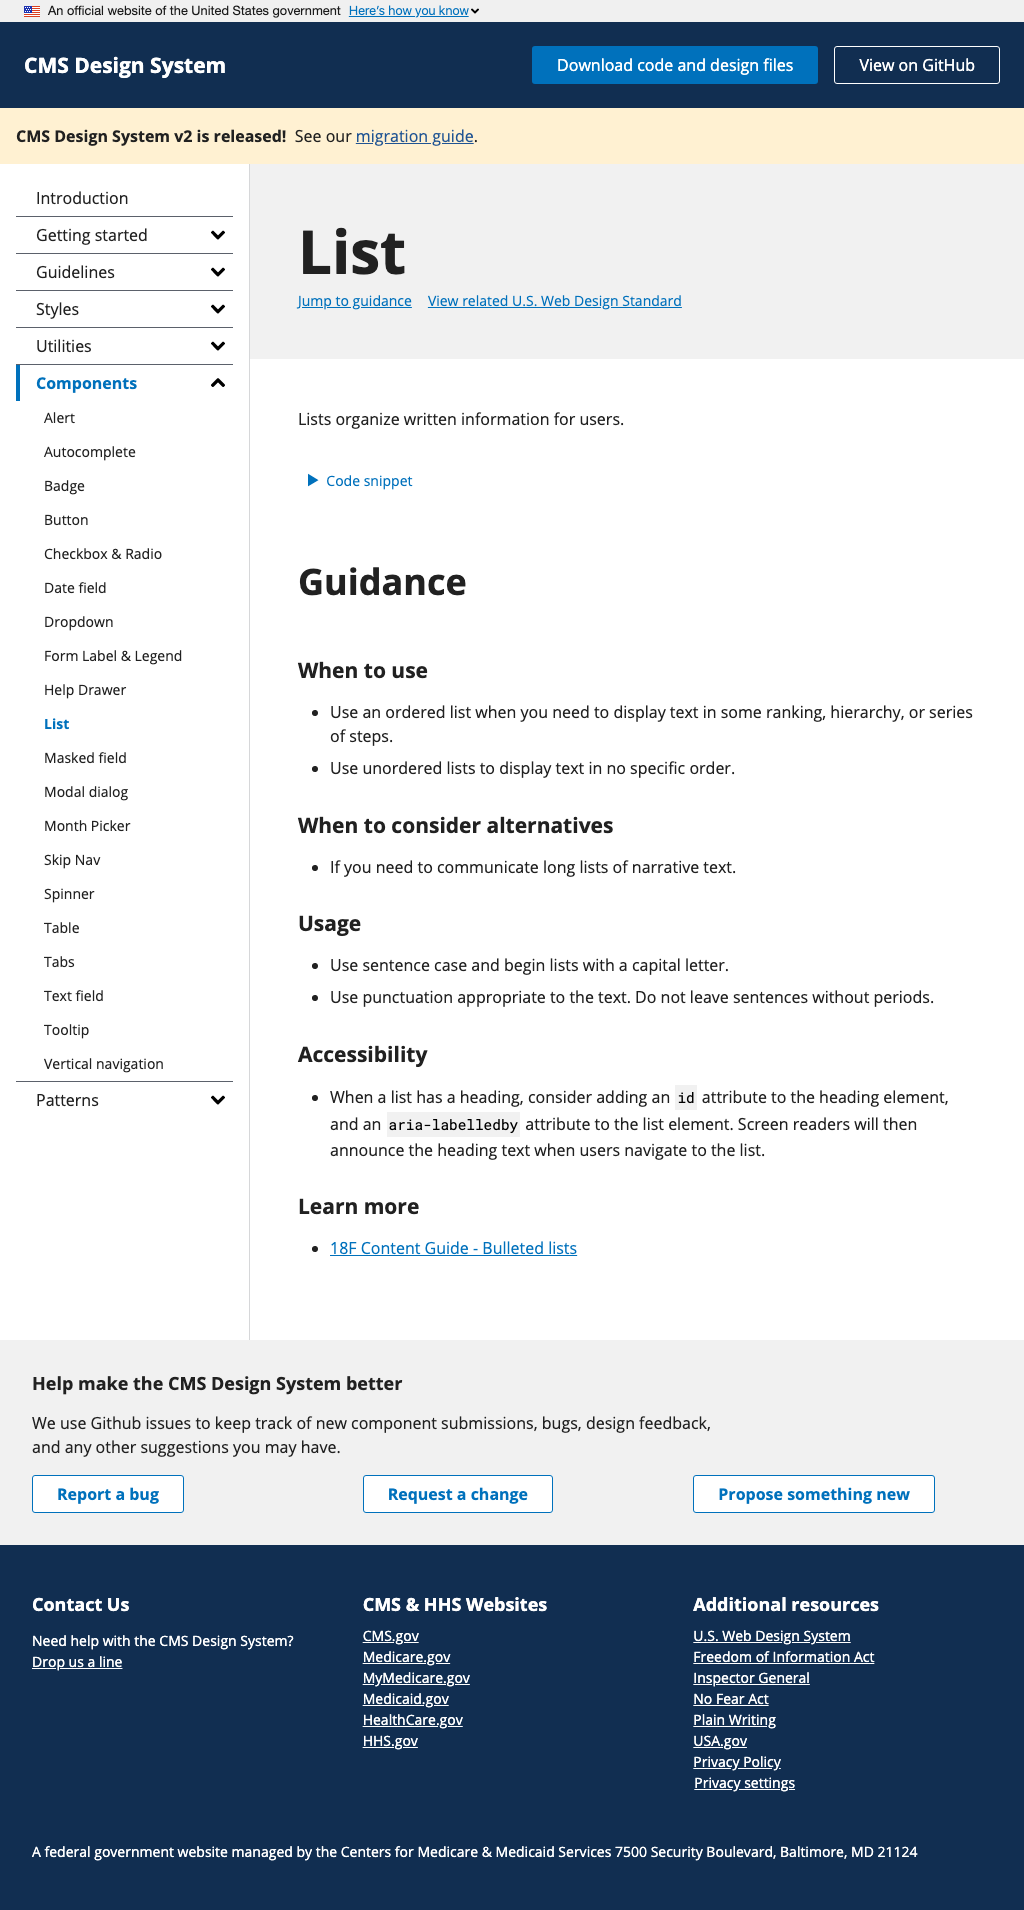 An official website of the United States government Here's how you know
CMS Design System
Download code and design files
View on GitHub
CMS Design System v2 is released! See our migration guide.
Introduction
Getting started
Guidelines
Styles
Utilities
Components
Alert
Autocomplete
Badge
Button
Checkbox & Radio
Date field
Dropdown
Form Label & Legend
Help Drawer
List
Masked field
Modal dialog
Month Picker
Skip Nav
Spinner
Table
Tabs
Text field
Tooltip
Vertical navigation
Patterns
List
Jump to guidance View related U.S. Web Design Standard
Lists organize written information for users.
Code snippet
Guidance
When to use
Use an ordered list when you need to display text in some ranking, hierarchy, or series
of steps.
Use unordered lists to display text in no specific order.
When to consider alternatives
If you need to communicate long lists of narrative text.
Usage
Use sentence case and begin lists with a capital letter.
Use punctuation appropriate to the text. Do not leave sentences without periods.
Accessibility
When a list has a heading, consider adding an id attribute to the heading element,
and an aria-labelledby attribute to the list element. Screen readers will then
announce the heading text when users navigate to the list.
Learn more
18F Content Guide - Bulleted lists
Help make the CMS Design System better
We use Github issues to keep track of new component submissions, bugs, design feedback,
and any other suggestions you may have.
Report a bug
Request a change
Propose something new
Contact Us
Need help with the CMS Design System?
Drop us a line
CMS & HHS Websites
CMS.gov
Medicare.gov
MyMedicare.gov
Medicaid.gov
HealthCare.gov
HHS.gov
Additional resources
U.S. Web Design System
Freedom of Information Act
Inspector General
No Fear Act
Plain Writing
USA.gov
Privacy Policy
Privacy settings
A federal government website managed by the Centers for Medicare & Medicaid Services 7500 Security Boulevard, Baltimore, MD 21124